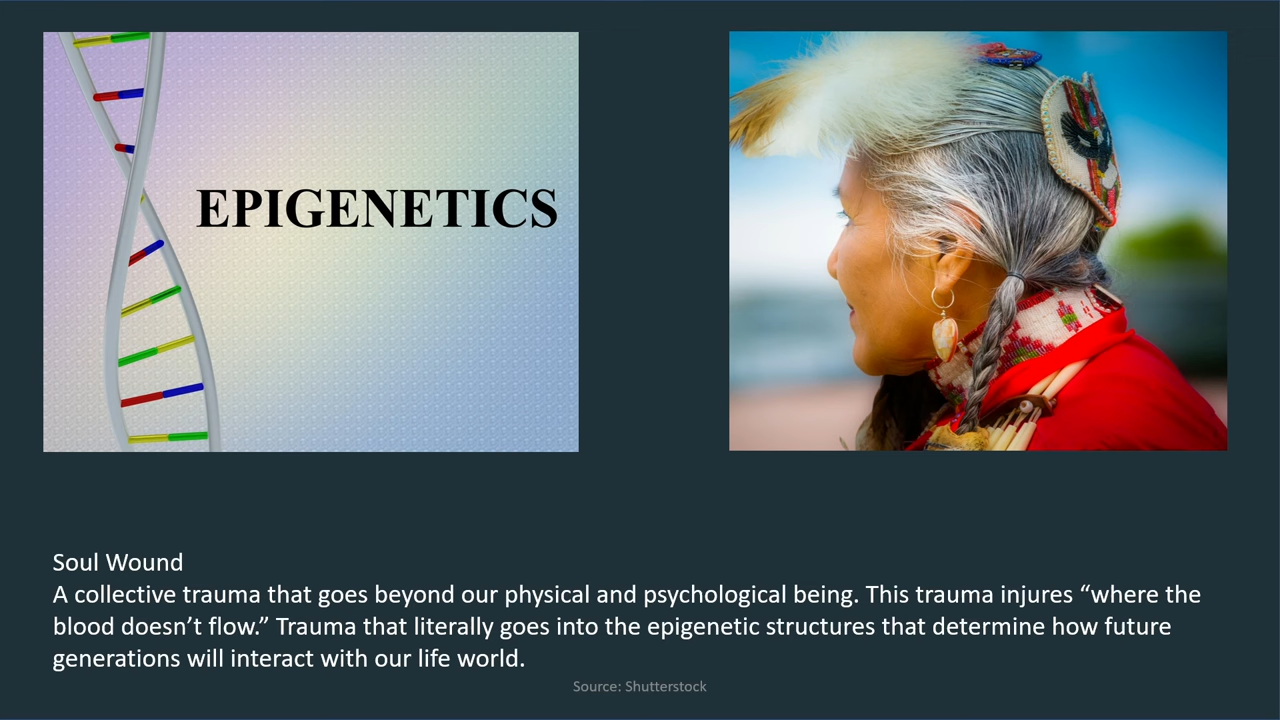 EPIGENETICS
Soul Wound
A collective trauma that goes beyond our physical and psychological being. This trauma injures “where the
blood doesn’t flow.” Trauma that literally goes into the epigenetic structures that determine how future
generations will interact with our life world.
Source: Shutterstock